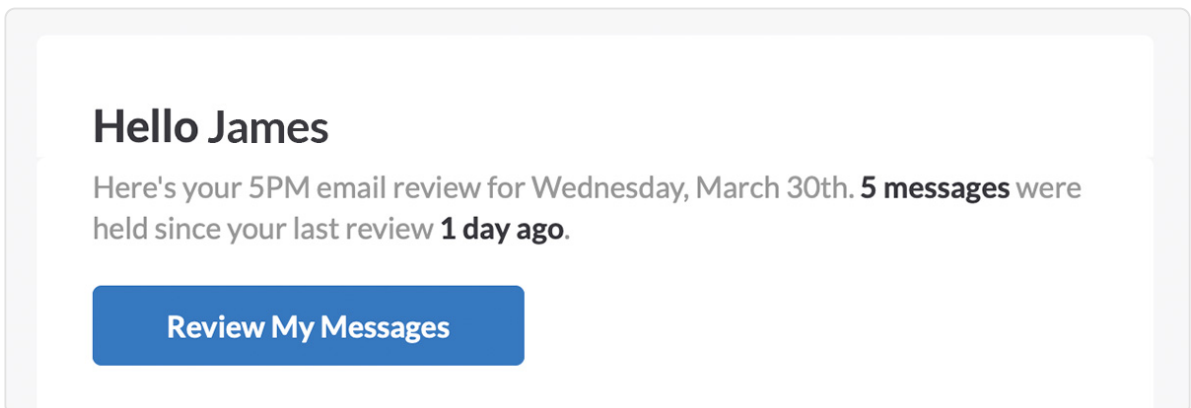 Hello James
Here's your 5PM email review for Wednesday, March 30th. 5 messages were
held since your last review 1 day ago.
Review My Messages